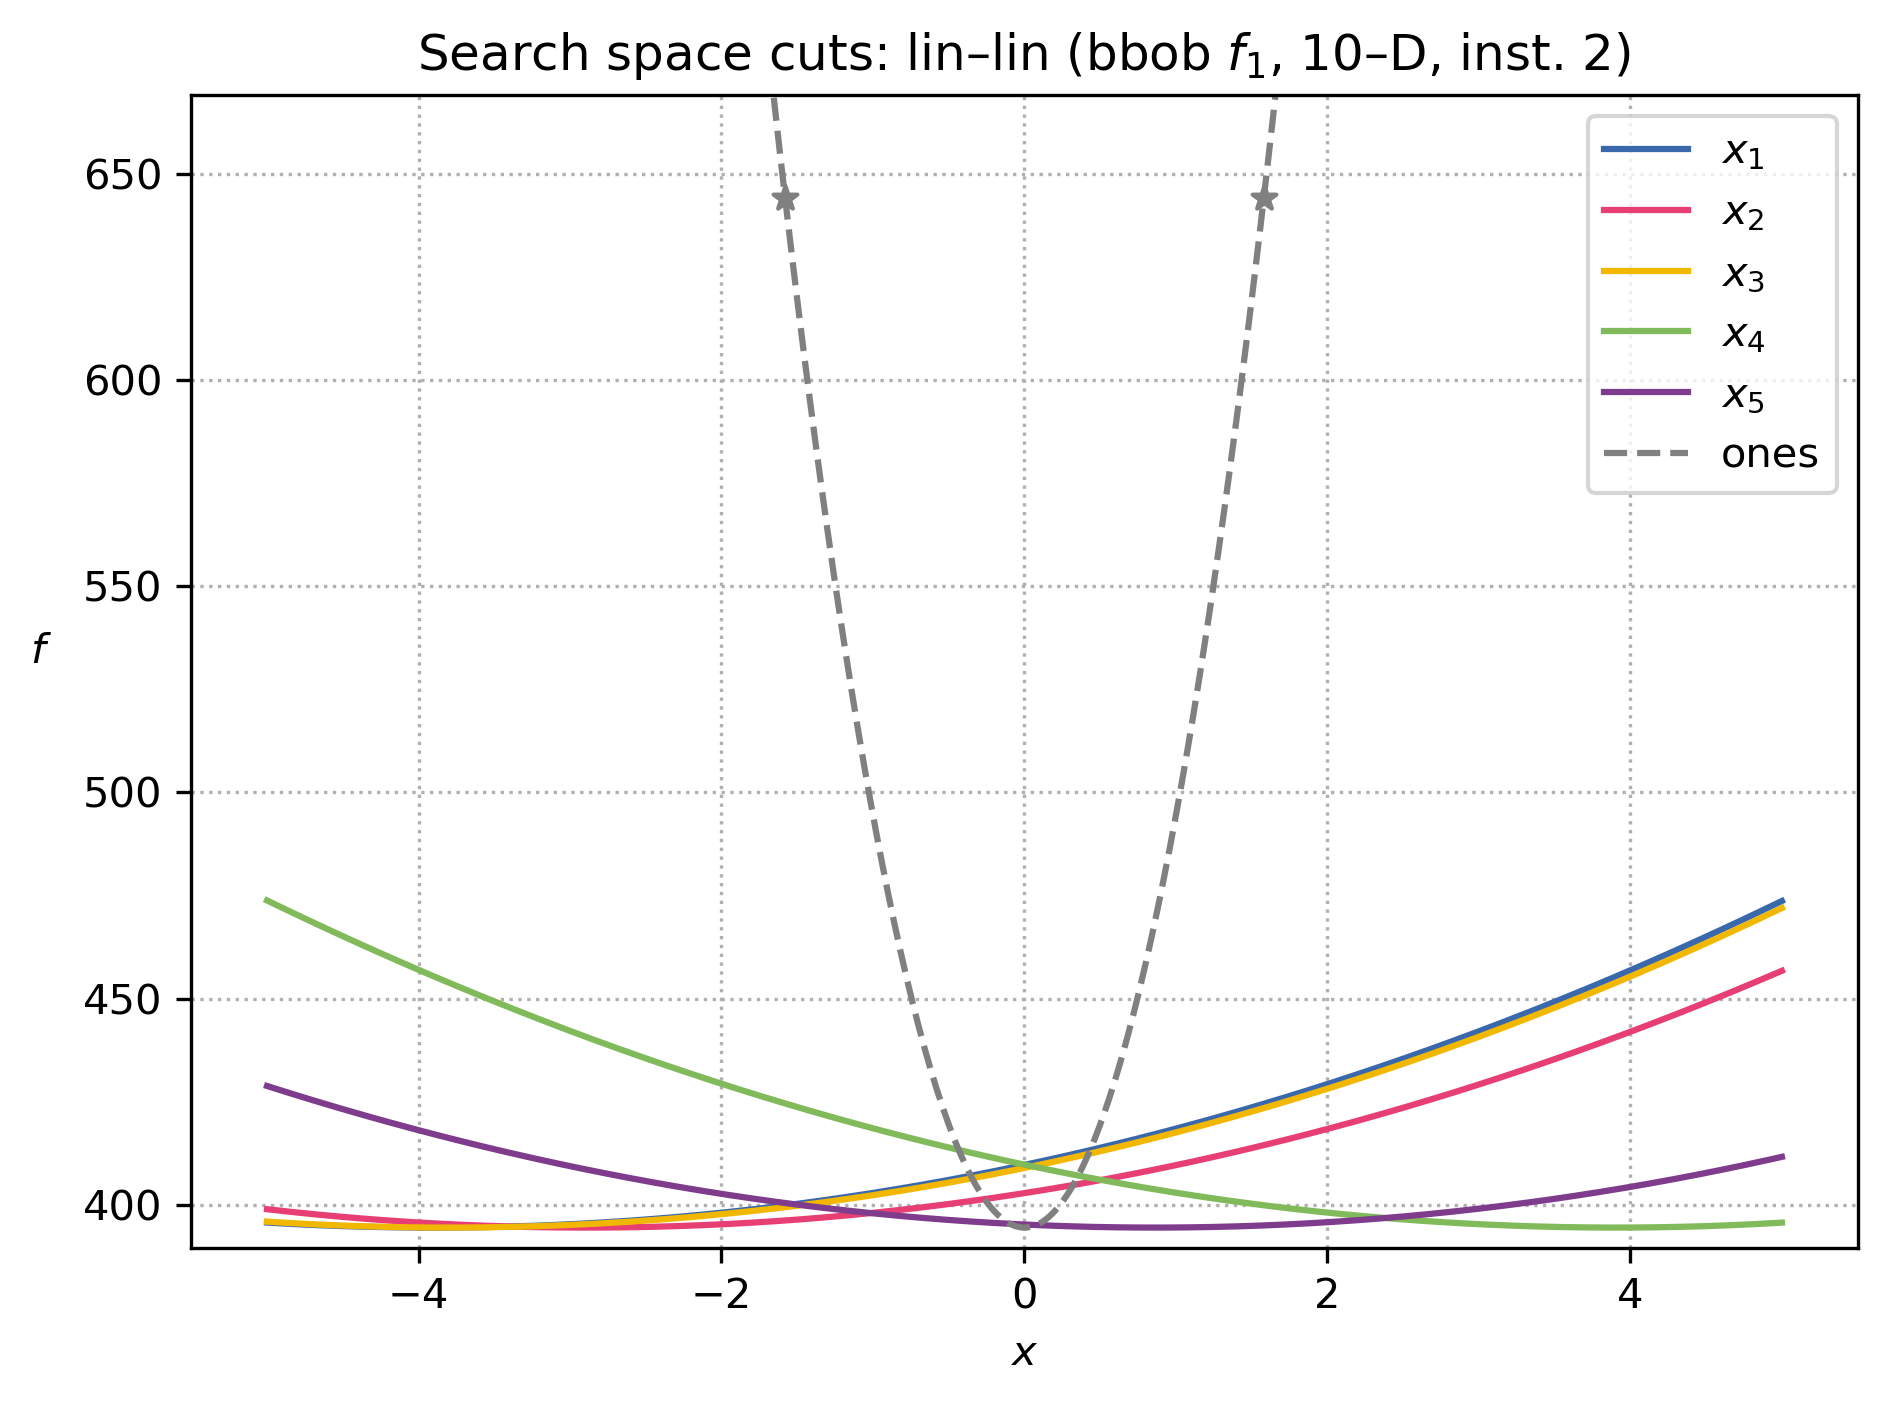 Search space cuts: lin–lin (bbob f₁, 10–D, inst. 2)
650
600
550
500
450
400
f
−4
−2
0
2
4
x
x₁
x₂
x₃
x₄
x₅
ones